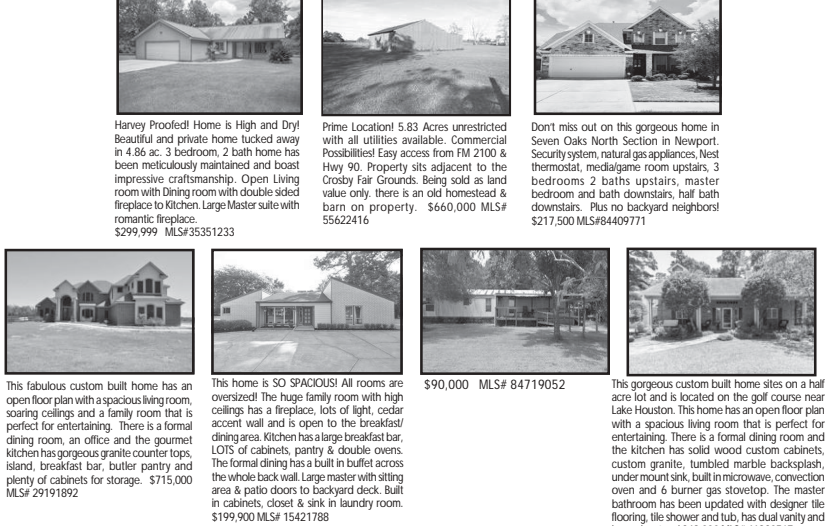 Harvey Proofed! Home is High and Dry!
Beautiful and private home tucked away
in 4.86 ac. 3 bedroom, 2 bath home has
been meticulously maintained and boast
impressive craftsmanship. Open Living
room with Dining room with double sided
fireplace to Kitchen. Large Master suite with
romantic fireplace.
$299,999 MLS#35351233
Prime Location! 5.83 Acres unrestricted
with all utilities available. Commercial
Possibilities! Easy access from FM 2100 &
Hwy 90. Property sits adjacent to the
Crosby Fair Grounds. Being sold as land
value only. there is an old homestead &
barn on property. $660,000 MLS#
55622416
Don't miss out on this gorgeous home in
Seven Oaks North Section in Newport.
Security system, natural gas appliances, Nest
thermostat, media/game room upstairs, 3
bedrooms 2 baths upstairs, master
bedroom and bath downstairs, half bath
downstairs. Plus no backyard neighbors!
$217,500 MLS#84409771
This fabulous custom built home has an
open floor plan with a spacious living room,
soaring ceilings and a family room that is
perfect for entertaining. There is a formal
dining room, an office and the gourmet
kitchen has gorgeous granite counter tops,
island, breakfast bar, butler pantry and
plenty of cabinets for storage. $715,000
MLS# 29191892
This home is SO SPACIOUS! All rooms are
oversized! The huge family room with high
ceilings has a fireplace, lots of light, cedar
accent wall and is open to the breakfast/
dining area. Kitchen has a large breakfast bar,
LOTS of cabinets, pantry & double ovens.
The formal dining has a built in buffet across
the whole back wall. Large master with sitting
area & patio doors to backyard deck. Built
in cabinets, closet & sink in laundry room.
$199,900 MLS# 15421788
$90,000 MLS# 84719052
This gorgeous custom built home sites on a half
acre lot and is located on the golf course near
Lake Houston. This home has an open floor plan
with a spacious living room that is perfect for
entertaining. There is a formal dining room and
the kitchen has solid wood custom cabinets,
custom granite, tumbled marble backsplash,
under mount sink, built in microwave, convection
oven and 6 burner gas stovetop. The master
bathroom has been updated with designer tile
flooring, tile shower and tub, has dual vanity and